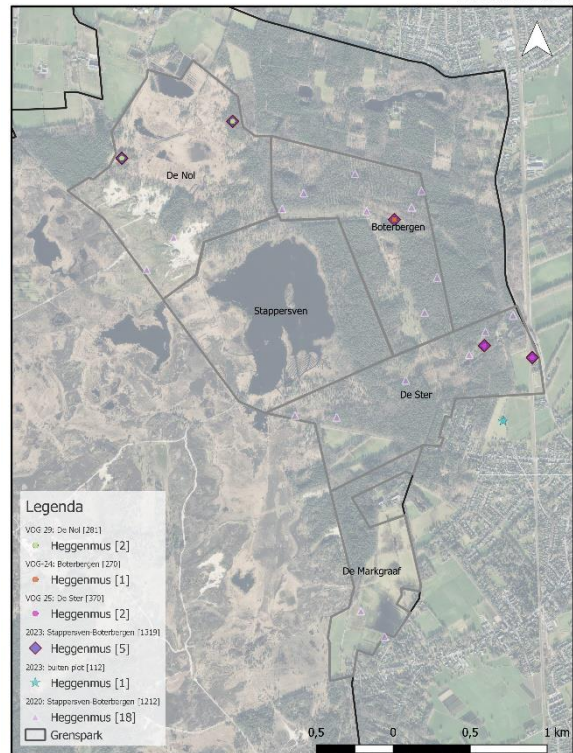 De Nol
Boterbergen
Stappersven
De Ster
De Markgraaf
Legenda
VOG 29: De Nol [281]
Heggenmus [2]
VOG-24: Boterbergen [270]
Heggenmus [1]
VOG 25: De Ster [370]
Heggenmus [2]
2023: Stappersven-Boterbergen [1319]
Heggenmus [5]
2023: buiten plot [112]
Heggenmus [1]
2020: Stappersven-Boterbergen [1212]
Heggenmus [18]
Grenspark
0,5 0 0,5 1 km